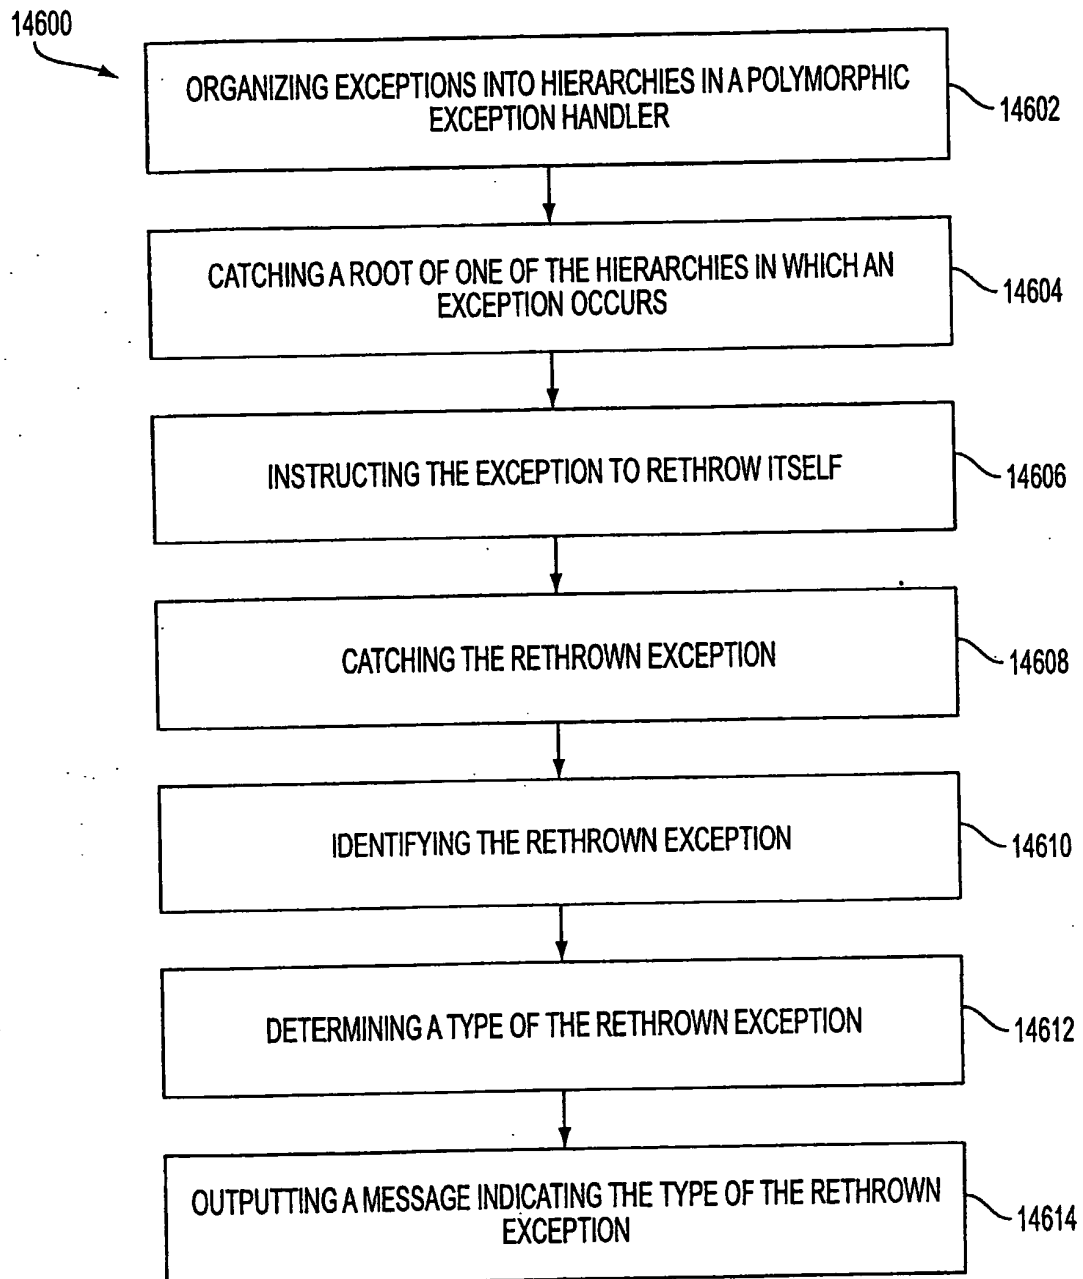 14600
ORGANIZING EXCEPTIONS INTO HIERARCHIES IN A POLYMORPHIC
EXCEPTION HANDLER
14602
CATCHING A ROOT OF ONE OF THE HIERARCHIES IN WHICH AN
EXCEPTION OCCURS
14604
INSTRUCTING THE EXCEPTION TO RETHROW ITSELF
14606
CATCHING THE RETHROWN EXCEPTION
14608
IDENTIFYING THE RETHROWN EXCEPTION
14610
DETERMINING A TYPE OF THE RETHROWN EXCEPTION
14612
OUTPUTTING A MESSAGE INDICATING THE TYPE OF THE RETHROWN
EXCEPTION
14614